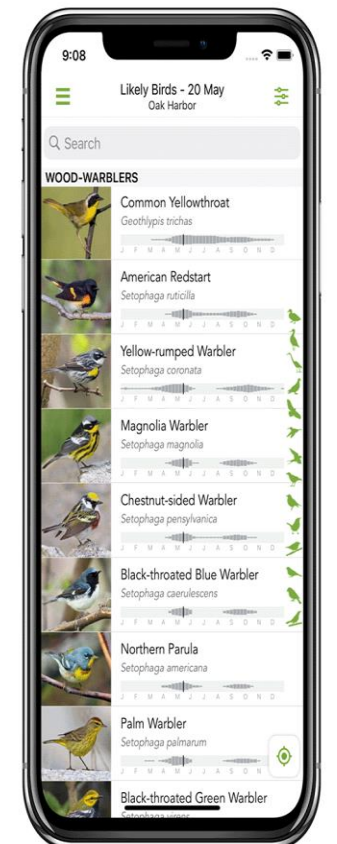 9:08
Likely Birds - 20 May
Oak Harbor
Search
WOOD-WARBLERS
Common Yellowthroat
Geothlypis trichas
J F M A M J J A S O N D
American Redstart
Setophaga ruticilla
J F M A M J J A S O N D
Yellow-rumped Warbler
Setophaga coronata
J F M A M J J A S O N D
Magnolia Warbler
Setophaga magnolia
J F M A M J J A S O N D
Chestnut-sided Warbler
Setophaga pensylvanica
J F M A M J J A S O N D
Black-throated Blue Warbler
Setophaga caerulescens
J F M A M J J A S O N D
Northern Parula
Setophaga americana
J F M A M J J A S O N D
Palm Warbler
Setophaga palmarum
J F M A M J J A S O N
Black-throated Green Warbler
Setophaga virens